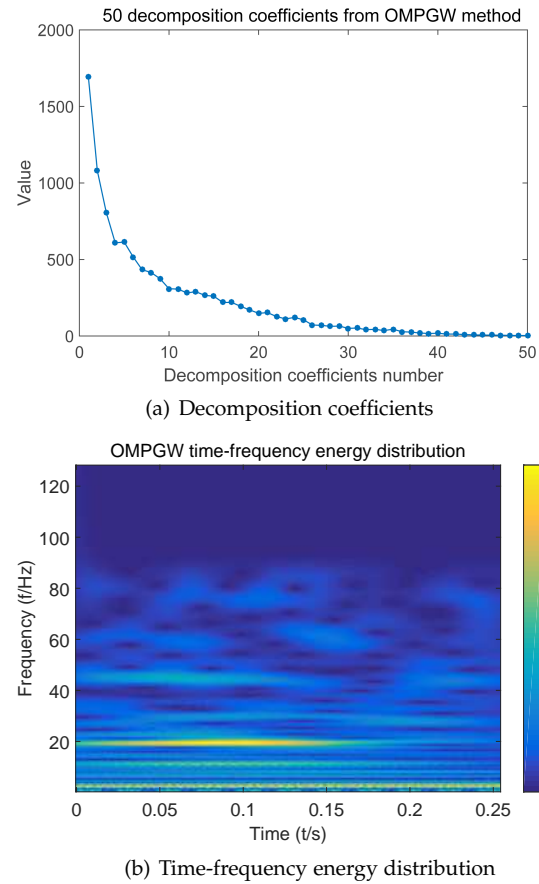 50 decomposition coefficients from OMPGW method
2000
1500
1000
500
0
Value
0 10 20 30 40 50
Decomposition coefficients number
(a) Decomposition coefficients
OMPGW time-frequency energy distribution
120
100
80
60
40
20
Frequency (f/Hz)
0 0.05 0.1 0.15 0.2 0.25
Time (t/s)
(b) Time-frequency energy distribution